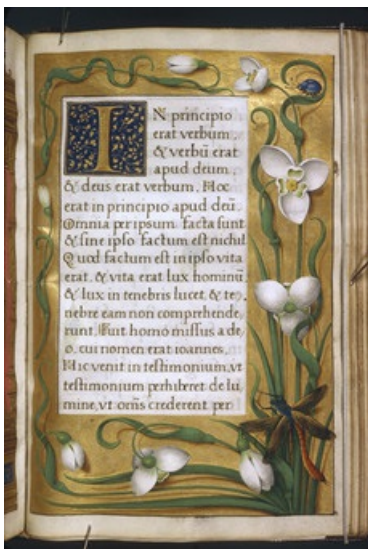 IN principio
erat verbum,
& verbū erat
apud deum,
& deus erat verbum. Hoc
erat in principio apud deū.
Omnia per ipsum facta sunt
& sine ipso factum est nichil
Quod factum est in ipso vita
erat, & vita erat lux hominū
& lux in tenebris lucet, & te,
nebre eam non comprehende,
runt. Fuit homo missus a de
o, cui nomen erat ioannes.
Hic venit in testimonium, vt
testimonium perhiberet de lu
mine, vt om̄s crederent per